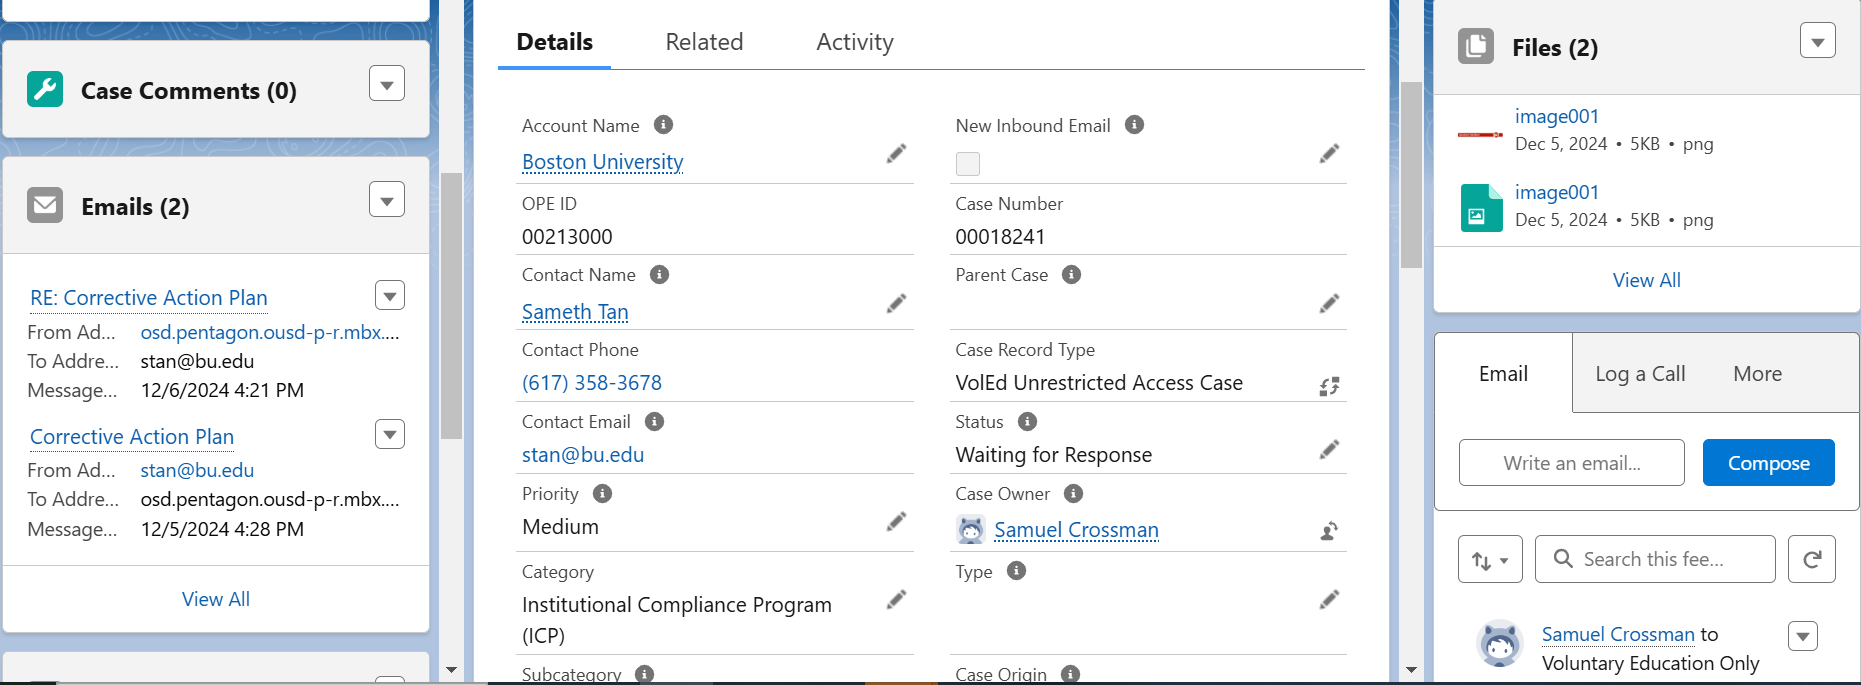 Case Comments (0)
Emails (2)
RE: Corrective Action Plan
From Ad... osd.pentagon.ousd-p-r.mbx....
To Addre... stan@bu.edu
Message... 12/6/2024 4:21 PM
Corrective Action Plan
From Ad... stan@bu.edu
To Addre... osd.pentagon.ousd-p-r.mbx....
Message... 12/5/2024 4:28 PM
View All
Details Related Activity
Account Name
Boston University
New Inbound Email
OPE ID
00213000
Case Number
00018241
Contact Name
Sameth Tan
Parent Case
Contact Phone
(617) 358-3678
Case Record Type
VolEd Unrestricted Access Case
Contact Email
stan@bu.edu
Status
Waiting for Response
Priority
Medium
Case Owner
Samuel Crossman
Category
Institutional Compliance Program
(ICP)
Type
Subcategory
Case Origin
Files (2)
image001
Dec 5, 2024 • 5KB • png
image001
Dec 5, 2024 • 5KB • png
View All
Email Log a Call More
Write an email...
Compose
Search this fee...
Samuel Crossman to
Voluntary Education Only